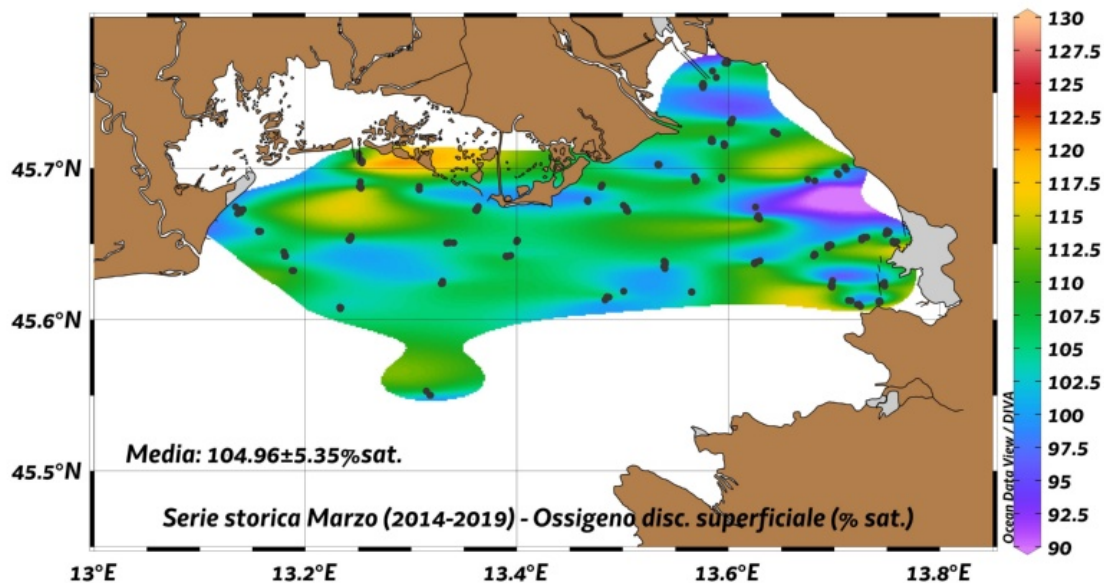 130
127.5
125
122.5
120
117.5
115
112.5
110
107.5
105
102.5
100
97.5
95
92.5
90
Ocean Data View / DIVA
45.7°N
45.6°N
45.5°N
Media: 104.96±5.35%sat.
Serie storica Marzo (2014-2019) - Ossigeno disc. superficiale (% sat.)
13°E 13.2°E 13.4°E 13.6°E 13.8°E